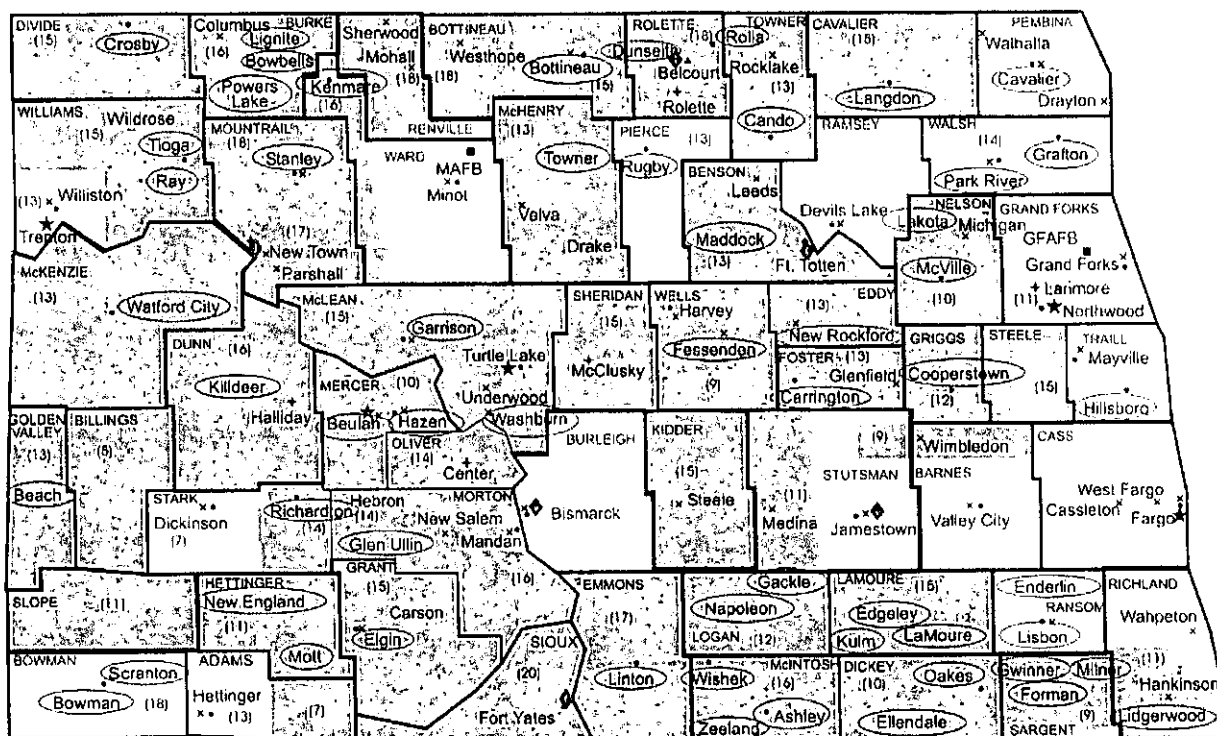 DIVIDE
(15)
Crosby
Columbus
BURKE
(16)
Lignite
Bowbells
Powers
Lake
Kenmare
(16)
Sherwood
Mohall
(18)
RENVILLE
BOTTINEAU
Westhope
(18)
Bottineau
(15)
ROLETTE
(18)
Dunseith
Belcourt
Rolette
TOWNER
Rolla
Rocklake
(13)
Cando
CAVALIER
(15)
Langdon
PEMBINA
Walhalla
Cavalier
Drayton
WILLIAMS
(15)
Wildrose
Tioga
Ray
(13)
Williston
Trenton
MOUNTRAIL
(18)
Stanley
(17)
New Town
Parshall
WARD
MAFB
Minot
McHENRY
(13)
Towner
Velva
Drake
PIERCE
(13)
Rugby
BENSON
Leeds
Maddock
(13)
Ft. Totten
RAMSEY
Devils Lake
WALSH
(14)
Grafton
Park River
NELSON
Lakota
Michigan
McVille
(10)
GRAND FORKS
GFAFB
Grand Forks
Larimore
(11)
Northwood
McKENZIE
(13)
Watford City
DUNN
(16)
Killdeer
Halliday
McLEAN
(15)
Garrison
Turtle Lake
Underwood
Washburn
MERCER
(10)
Beulah
Hazen
OLIVER
(14)
Center
SHERIDAN
(15)
McClusky
WELLS
Harvey
Fessenden
(9)
EDDY
(13)
New Rockford
FOSTER
(13)
Glenfield
Carrington
GRIGGS
Cooperstown
(12)
STEELE
(15)
TRAILL
Mayville
Hillsboro
GOLDEN
VALLEY
(13)
Beach
BILLINGS
STARK
Dickinson
(7)
Richardton
(14)
Hebron
(14)
MORTON
New Salem
Glen Ullin
Mandan
(16)
BURLEIGH
Bismarck
KIDDER
(15)
Steele
(9)
STUTSMAN
(11)
Medina
Jamestown
Wimbledon
BARNES
Valley City
CASS
West Fargo
Cassleton
Fargo
SLOPE
(11)
HETTINGER
New England
(11)
Mott
GRANT
(15)
Carson
Elgin
SIOUX
(20)
Fort Yates
EMMONS
(17)
Linton
Gackle
Napoleon
LOGAN
(12)
LAMOURE
(16)
Edgeley
Kulm
LaMoure
Enderlin
RANSOM
Lisbon
RICHLAND
Wahpeton
(11)
Hankinson
Lidgerwood
BOWMAN
Scranton
Bowman
(18)
ADAMS
Hettinger
(13)
(7)
Wishek
McINTOSH
(16)
Zeeland
Ashley
DICKEY
(10)
Oakes
Ellendale
Gwinner
Milner
Forman
(9)
SARGENT